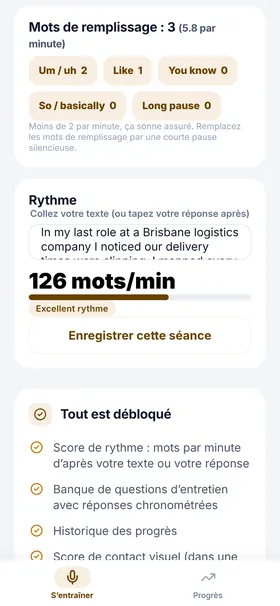 Mots de remplissage : 3 (5.8 par
minute)
Um / uh 2 Like 1 You know 0
So / basically 0 Long pause 0
Moins de 2 par minute, ça sonne assuré. Remplacez
les mots de remplissage par une courte pause
silencieuse.
Rythme
Collez votre texte (ou tapez votre réponse après)
In my last role at a Brisbane logistics
company I noticed our delivery
times were slipping. I mapped every
126 mots/min
Excellent rythme
Enregistrer cette séance
Tout est débloqué
Score de rythme : mots par minute
d'après votre texte ou votre réponse
Banque de questions d'entretien
avec réponses chronométrées
Historique des progrès
Score de contact visuel (dans une
S'entraîner Progrès